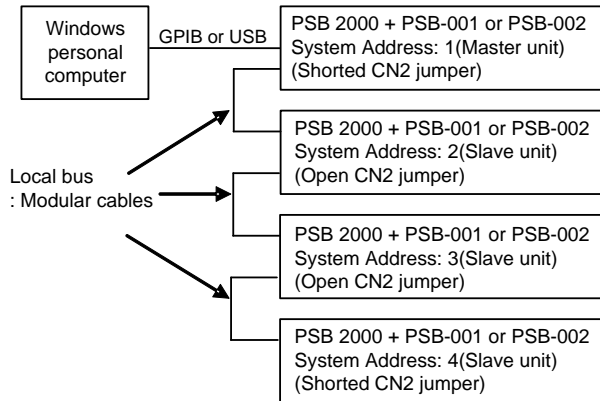 Windows
personal
computer
GPIB or USB
PSB 2000 + PSB-001 or PSB-002
System Address: 1(Master unit)
(Shorted CN2 jumper)
PSB 2000 + PSB-001 or PSB-002
System Address: 2(Slave unit)
(Open CN2 jumper)
Local bus
: Modular cables
PSB 2000 + PSB-001 or PSB-002
System Address: 3(Slave unit)
(Open CN2 jumper)
PSB 2000 + PSB-001 or PSB-002
System Address: 4(Slave unit)
(Shorted CN2 jumper)